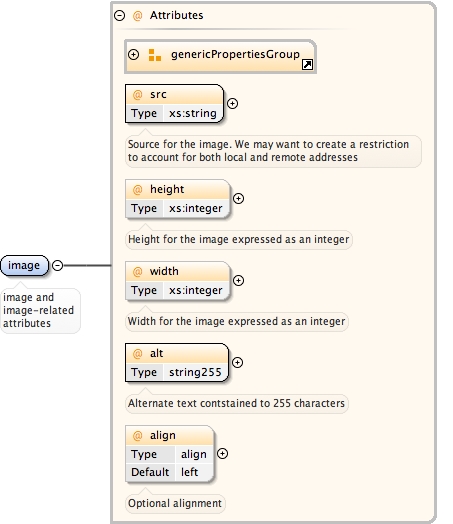 @ Attributes
genericPropertiesGroup
@ src
Type xs:string
Source for the image. We may want to create a restriction
to account for both local and remote addresses
@ height
Type xs:integer
Height for the image expressed as an integer
image
image and
image-related
attributes
@ width
Type xs:integer
Width for the image expressed as an integer
@ alt
Type string255
Alternate text contstained to 255 characters
@ align
Type align
Default left
Optional alignment